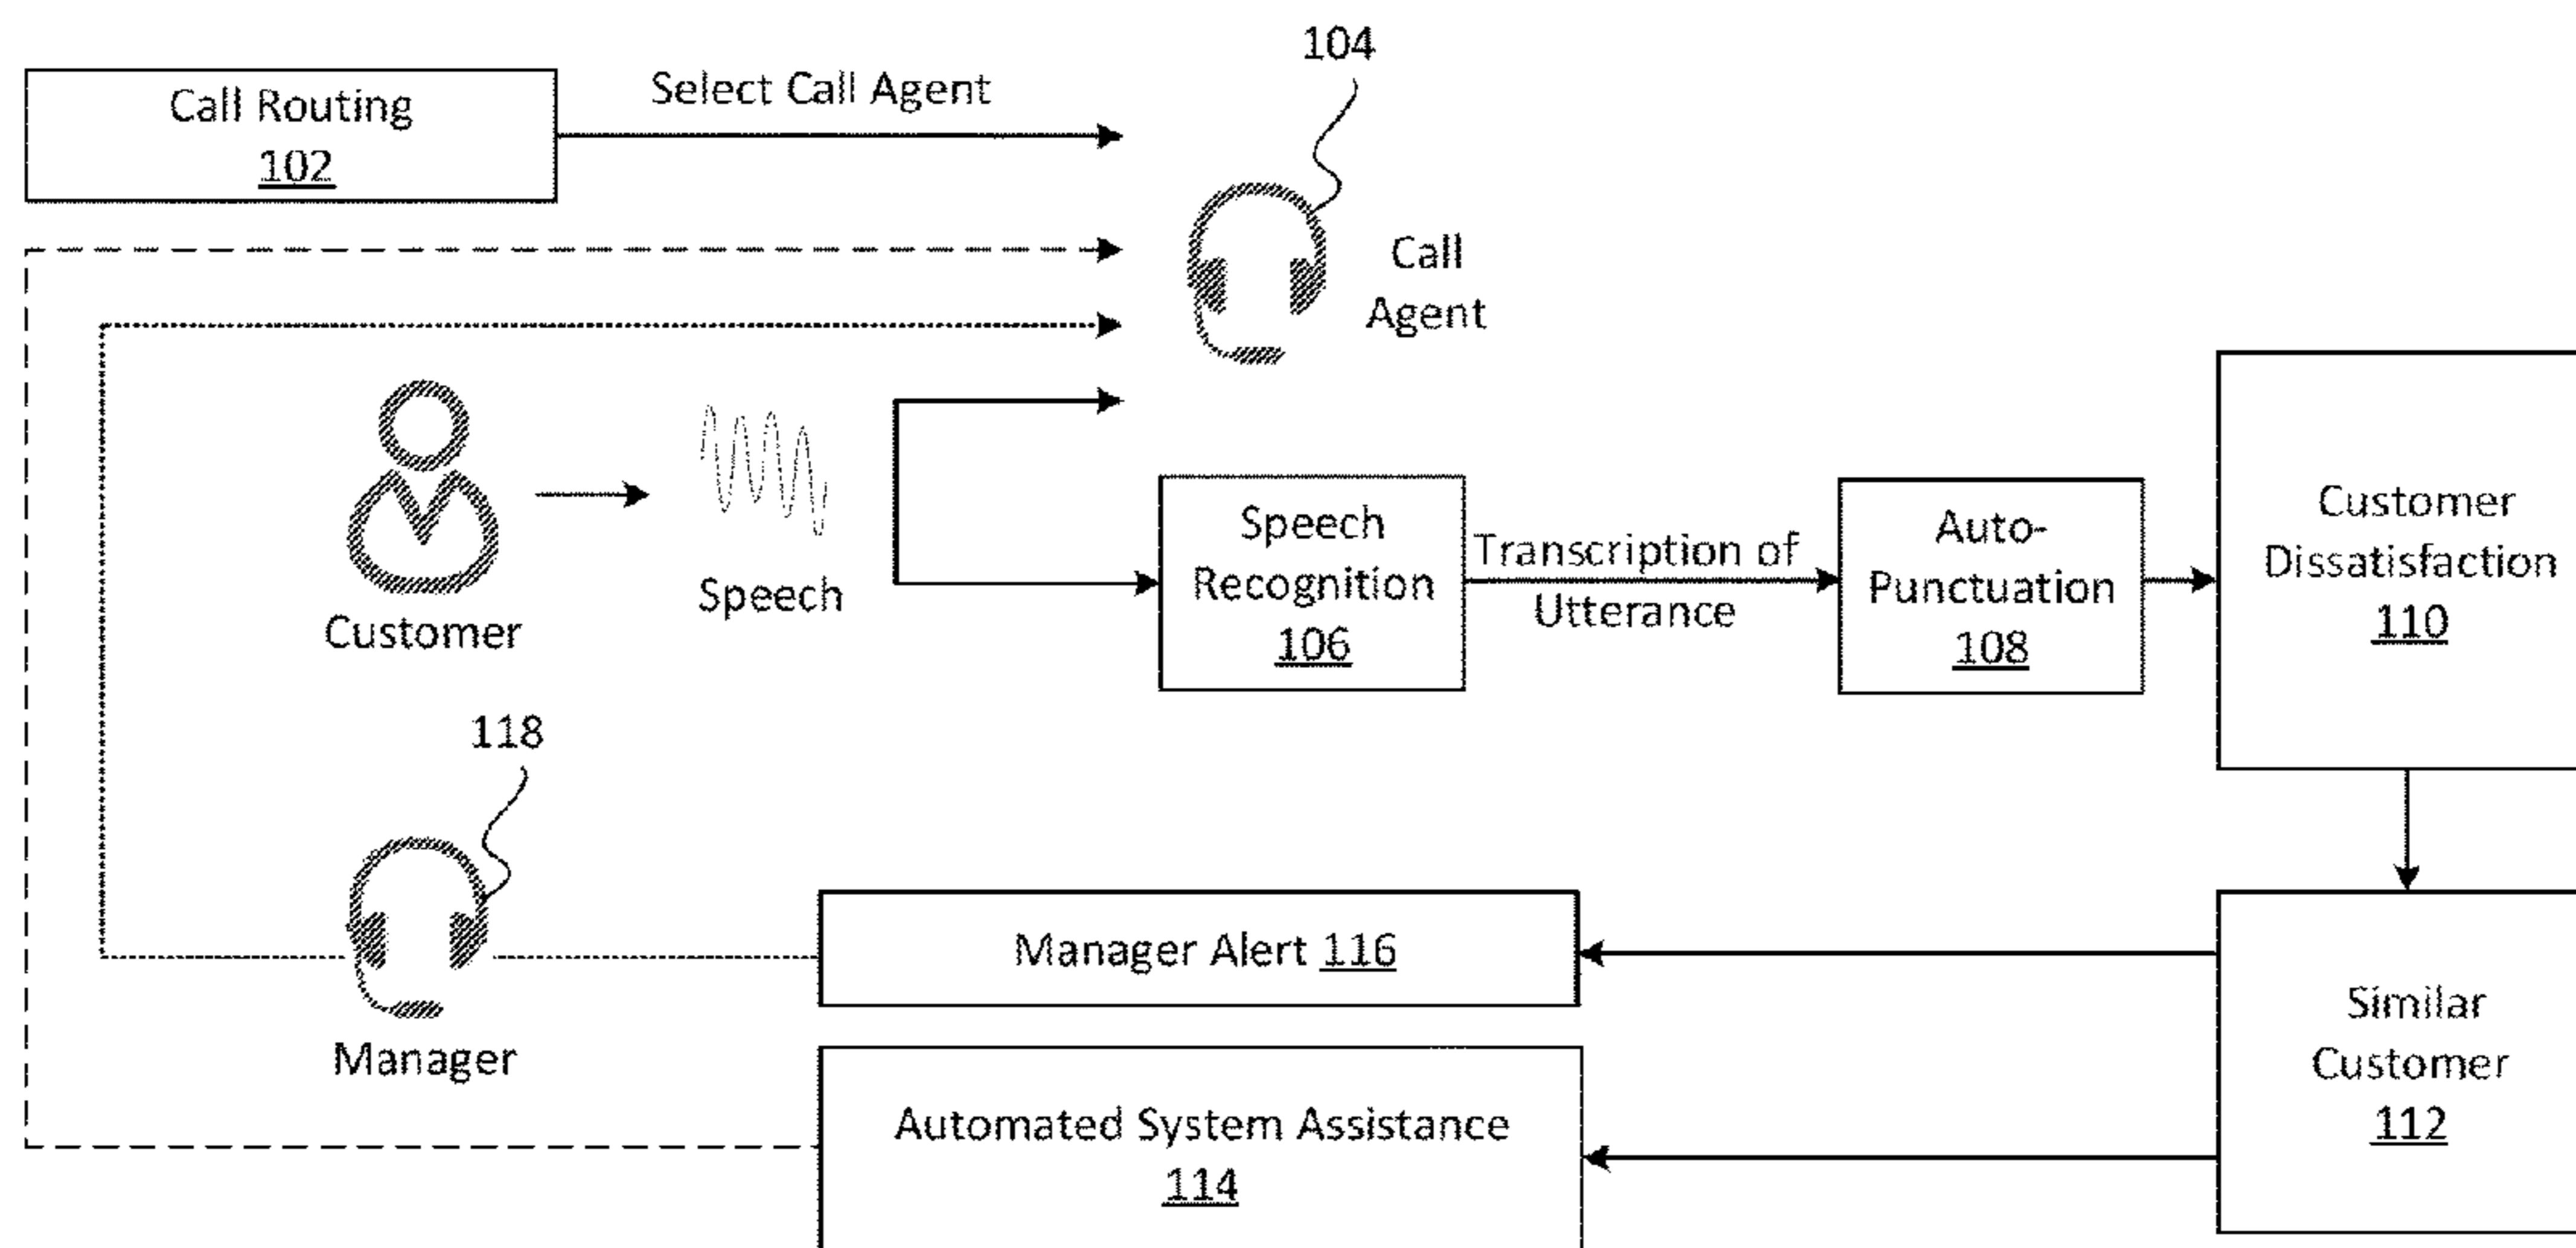 104
Call Routing
102
Select Call Agent
Call
Agent
Customer
Speech
Speech
Recognition
106
Transcription of
Utterance
Auto-
Punctuation
108
Customer
Dissatisfaction
110
118
Manager
Manager Alert 116
Automated System Assistance
114
Similar
Customer
112